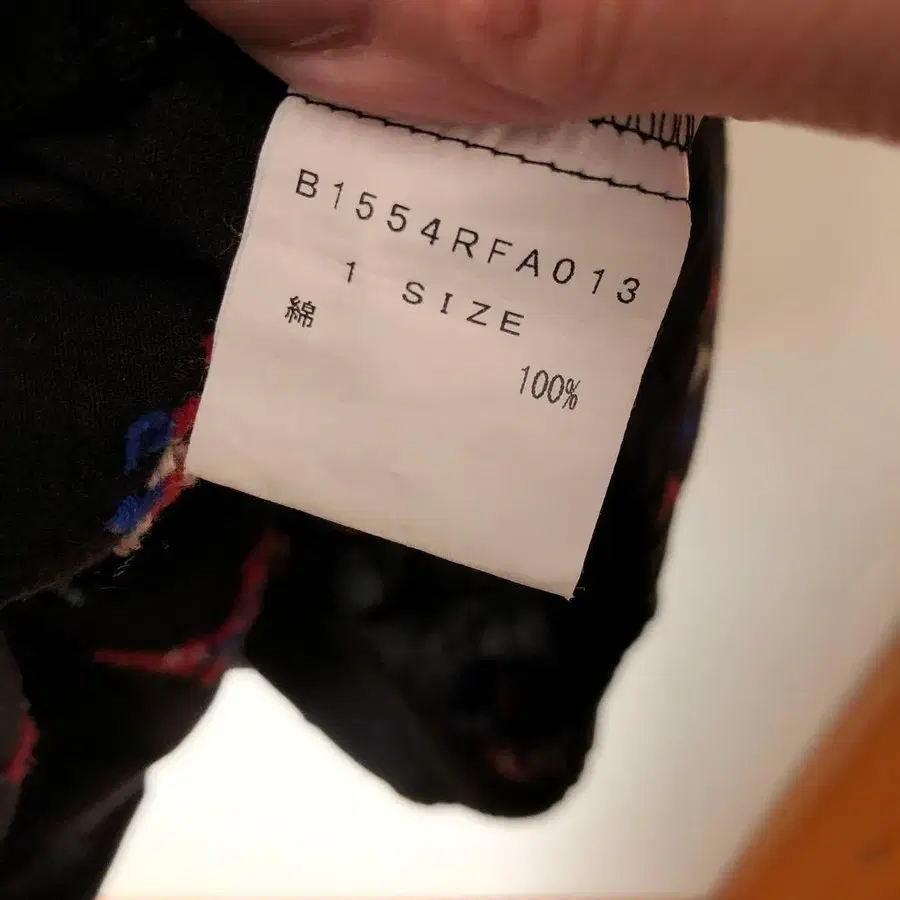 B1554RFA013
1 SIZE
綿 100%